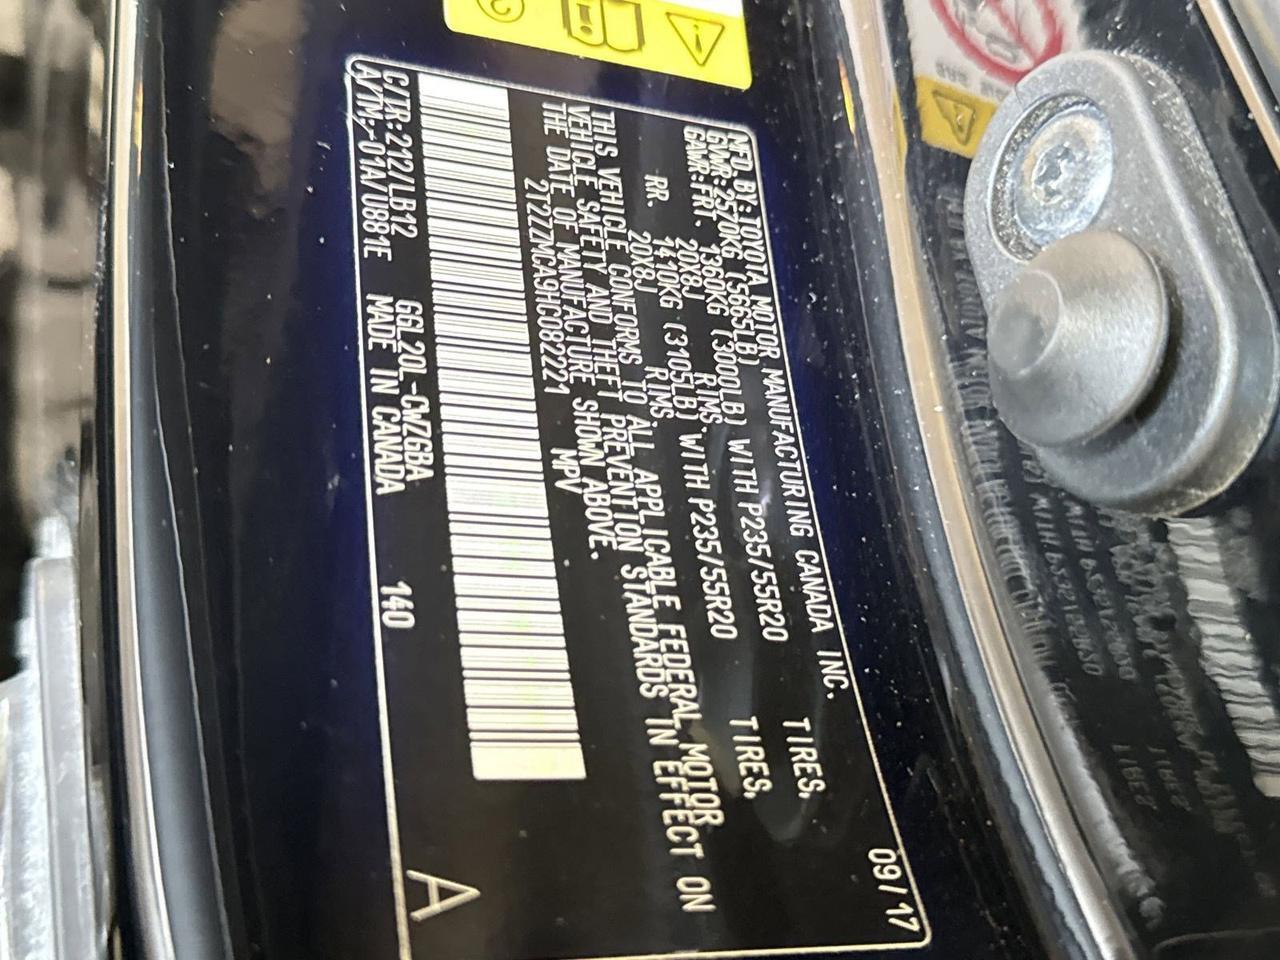 MFD. BY: TOYOTA MOTOR MANUFACTURING CANADA INC. 09/17
GVWR: 2570KG (5665LB)
GAWR: FRT. 1360KG (3000LB) WITH P235/55R20 TIRES,
20X8J RIMS,
RR. 1410KG (3105LB) WITH P235/55R20 TIRES,
20X8J RIMS,
THIS VEHICLE CONFORMS TO ALL APPLICABLE FEDERAL MOTOR
VEHICLE SAFETY AND THEFT PREVENTION STANDARDS IN EFFECT ON
THE DATE OF MANUFACTURE SHOWN ABOVE.
2T2ZZMCA9HC082221 MPV
C/TR: 212/LB12 GGL20L-CWZGBA
A/TM: -01A/U881E MADE IN CANADA 140
A